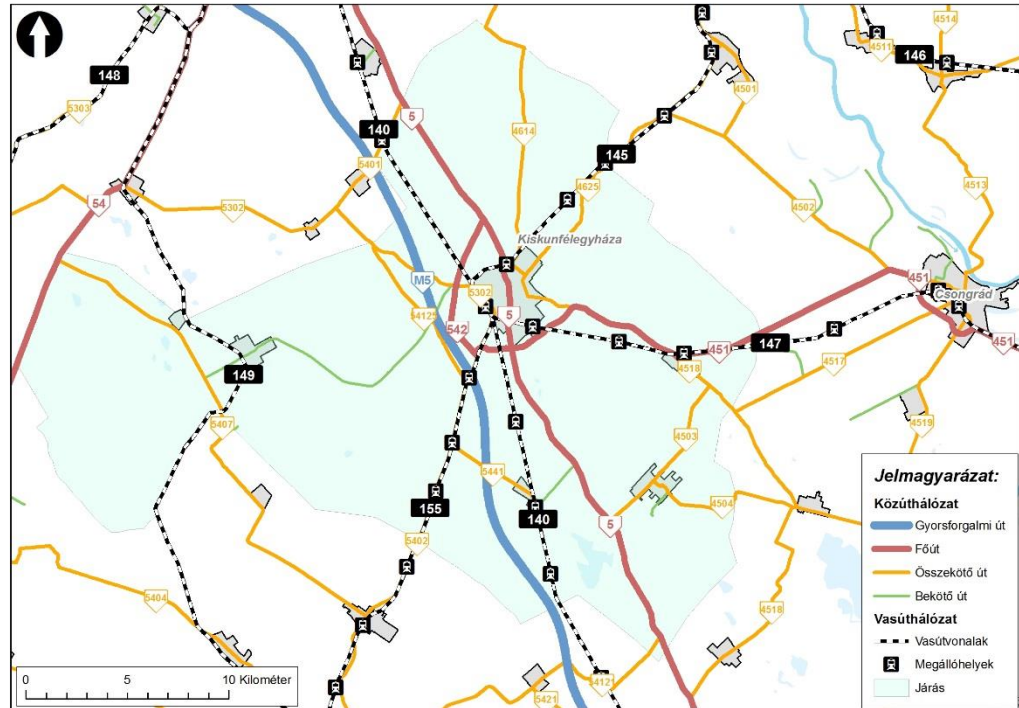 148
5303
140
5
4614
145
4625
4501
4511
4514
146
4513
4502
54
5302
5401
Kiskunfélegyháza
M5
5302
54125
542
5
451
4518
147
451
Csongrád
451
4517
4519
149
5407
4503
4504
5441
155
140
5
5402
5404
4518
54121
5421
0 5 10 Kilométer
Jelmagyarázat:
Közúthálózat
Gyorsforgalmi út
Főút
Összekötő út
Bekötő út
Vasúthálózat
Vasútvonalak
Megállóhelyek
Járás